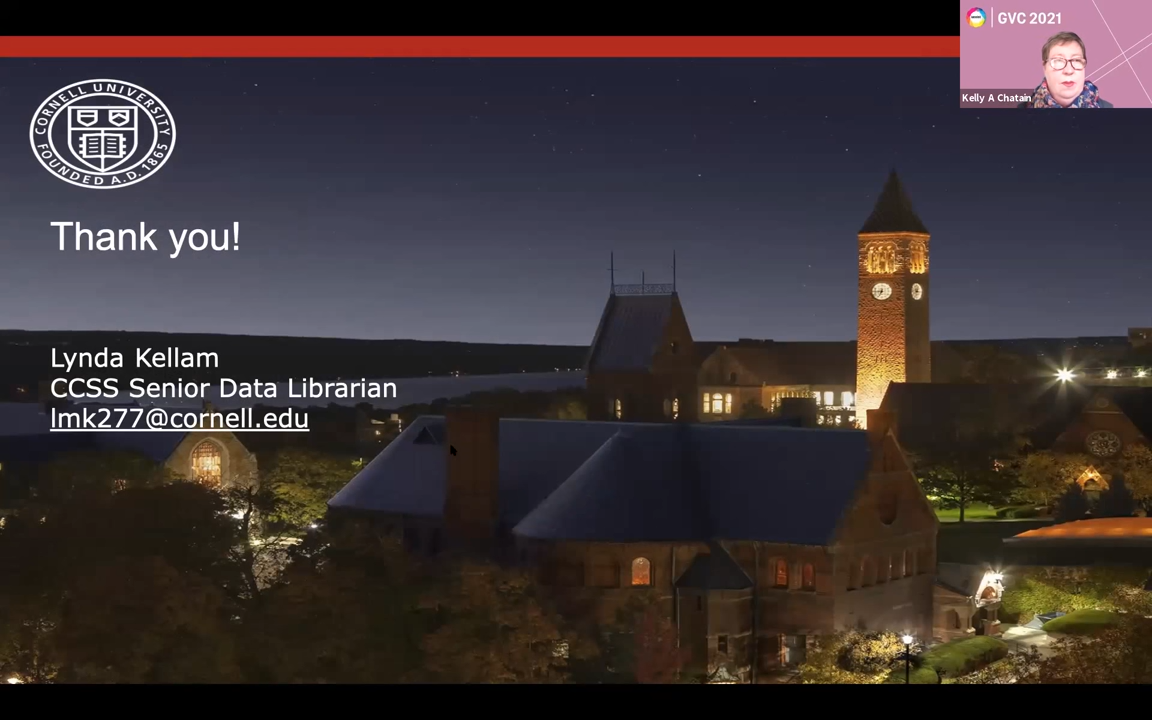 GVC 2021
Kelly A Chatain
CORNELL UNIVERSITY
FOUNDED A.D. 1865
Thank you!
Lynda Kellam
CCSS Senior Data Librarian
lmk277@cornell.edu